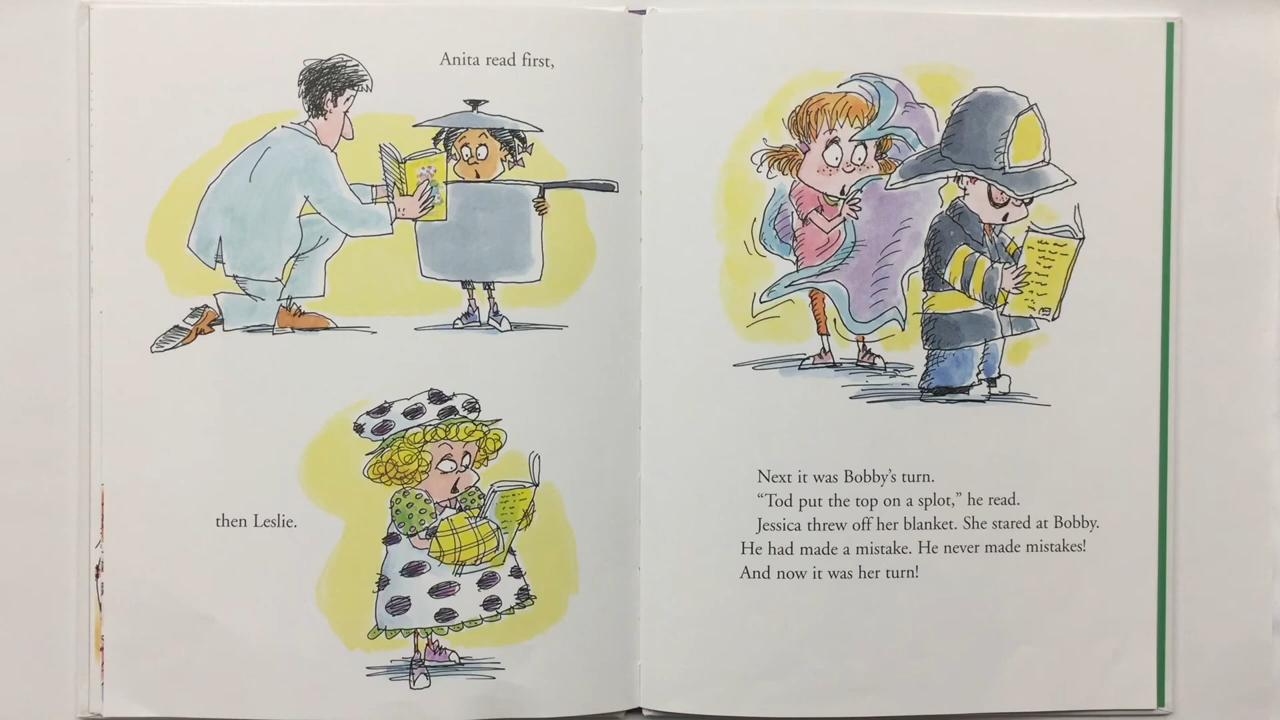 Anita read first,
then Leslie.
Next it was Bobby’s turn.
“Tod put the top on a splot,” he read.
Jessica threw off her blanket. She stared at Bobby.
He had made a mistake. He never made mistakes!
And now it was her turn!